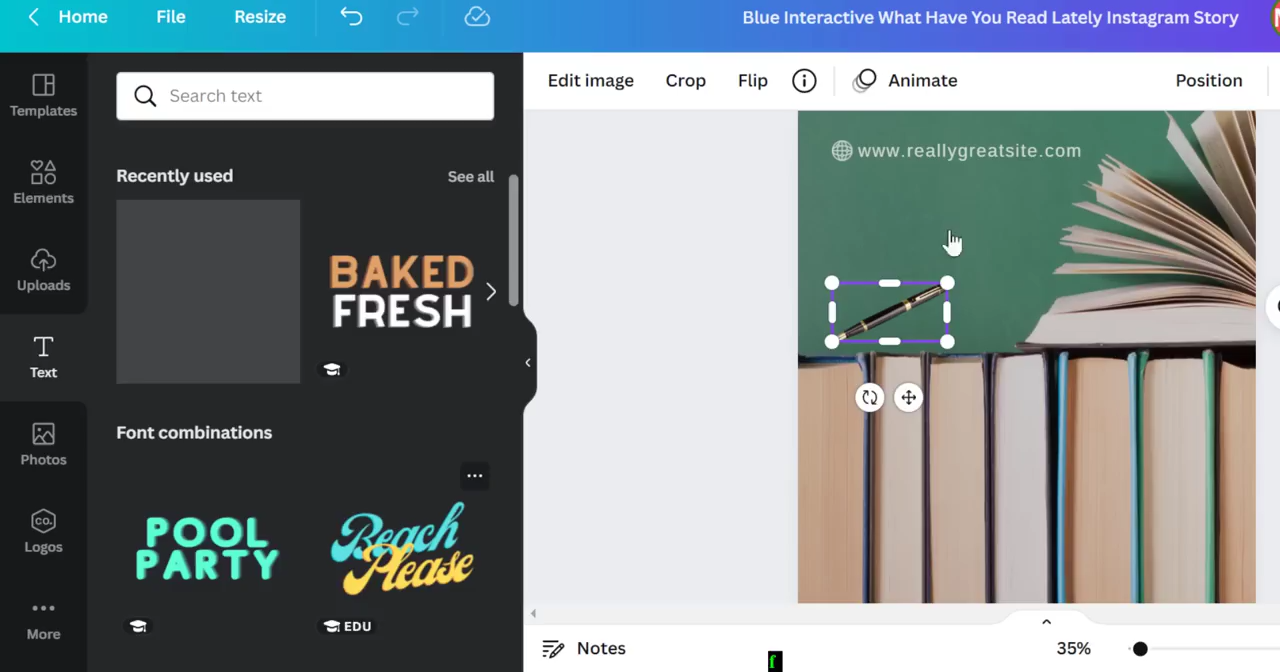 Home File Resize Blue Interactive What Have You Read Lately Instagram Story
Edit image Crop Flip Animate Position
Templates
Elements
Uploads
Text
Photos
co.
Logos
More
Search text
Recently used See all
BAKED
FRESH
Font combinations
POOL
PARTY
Beach
Please
EDU
www.reallygreatsite.com
Notes 35%
f